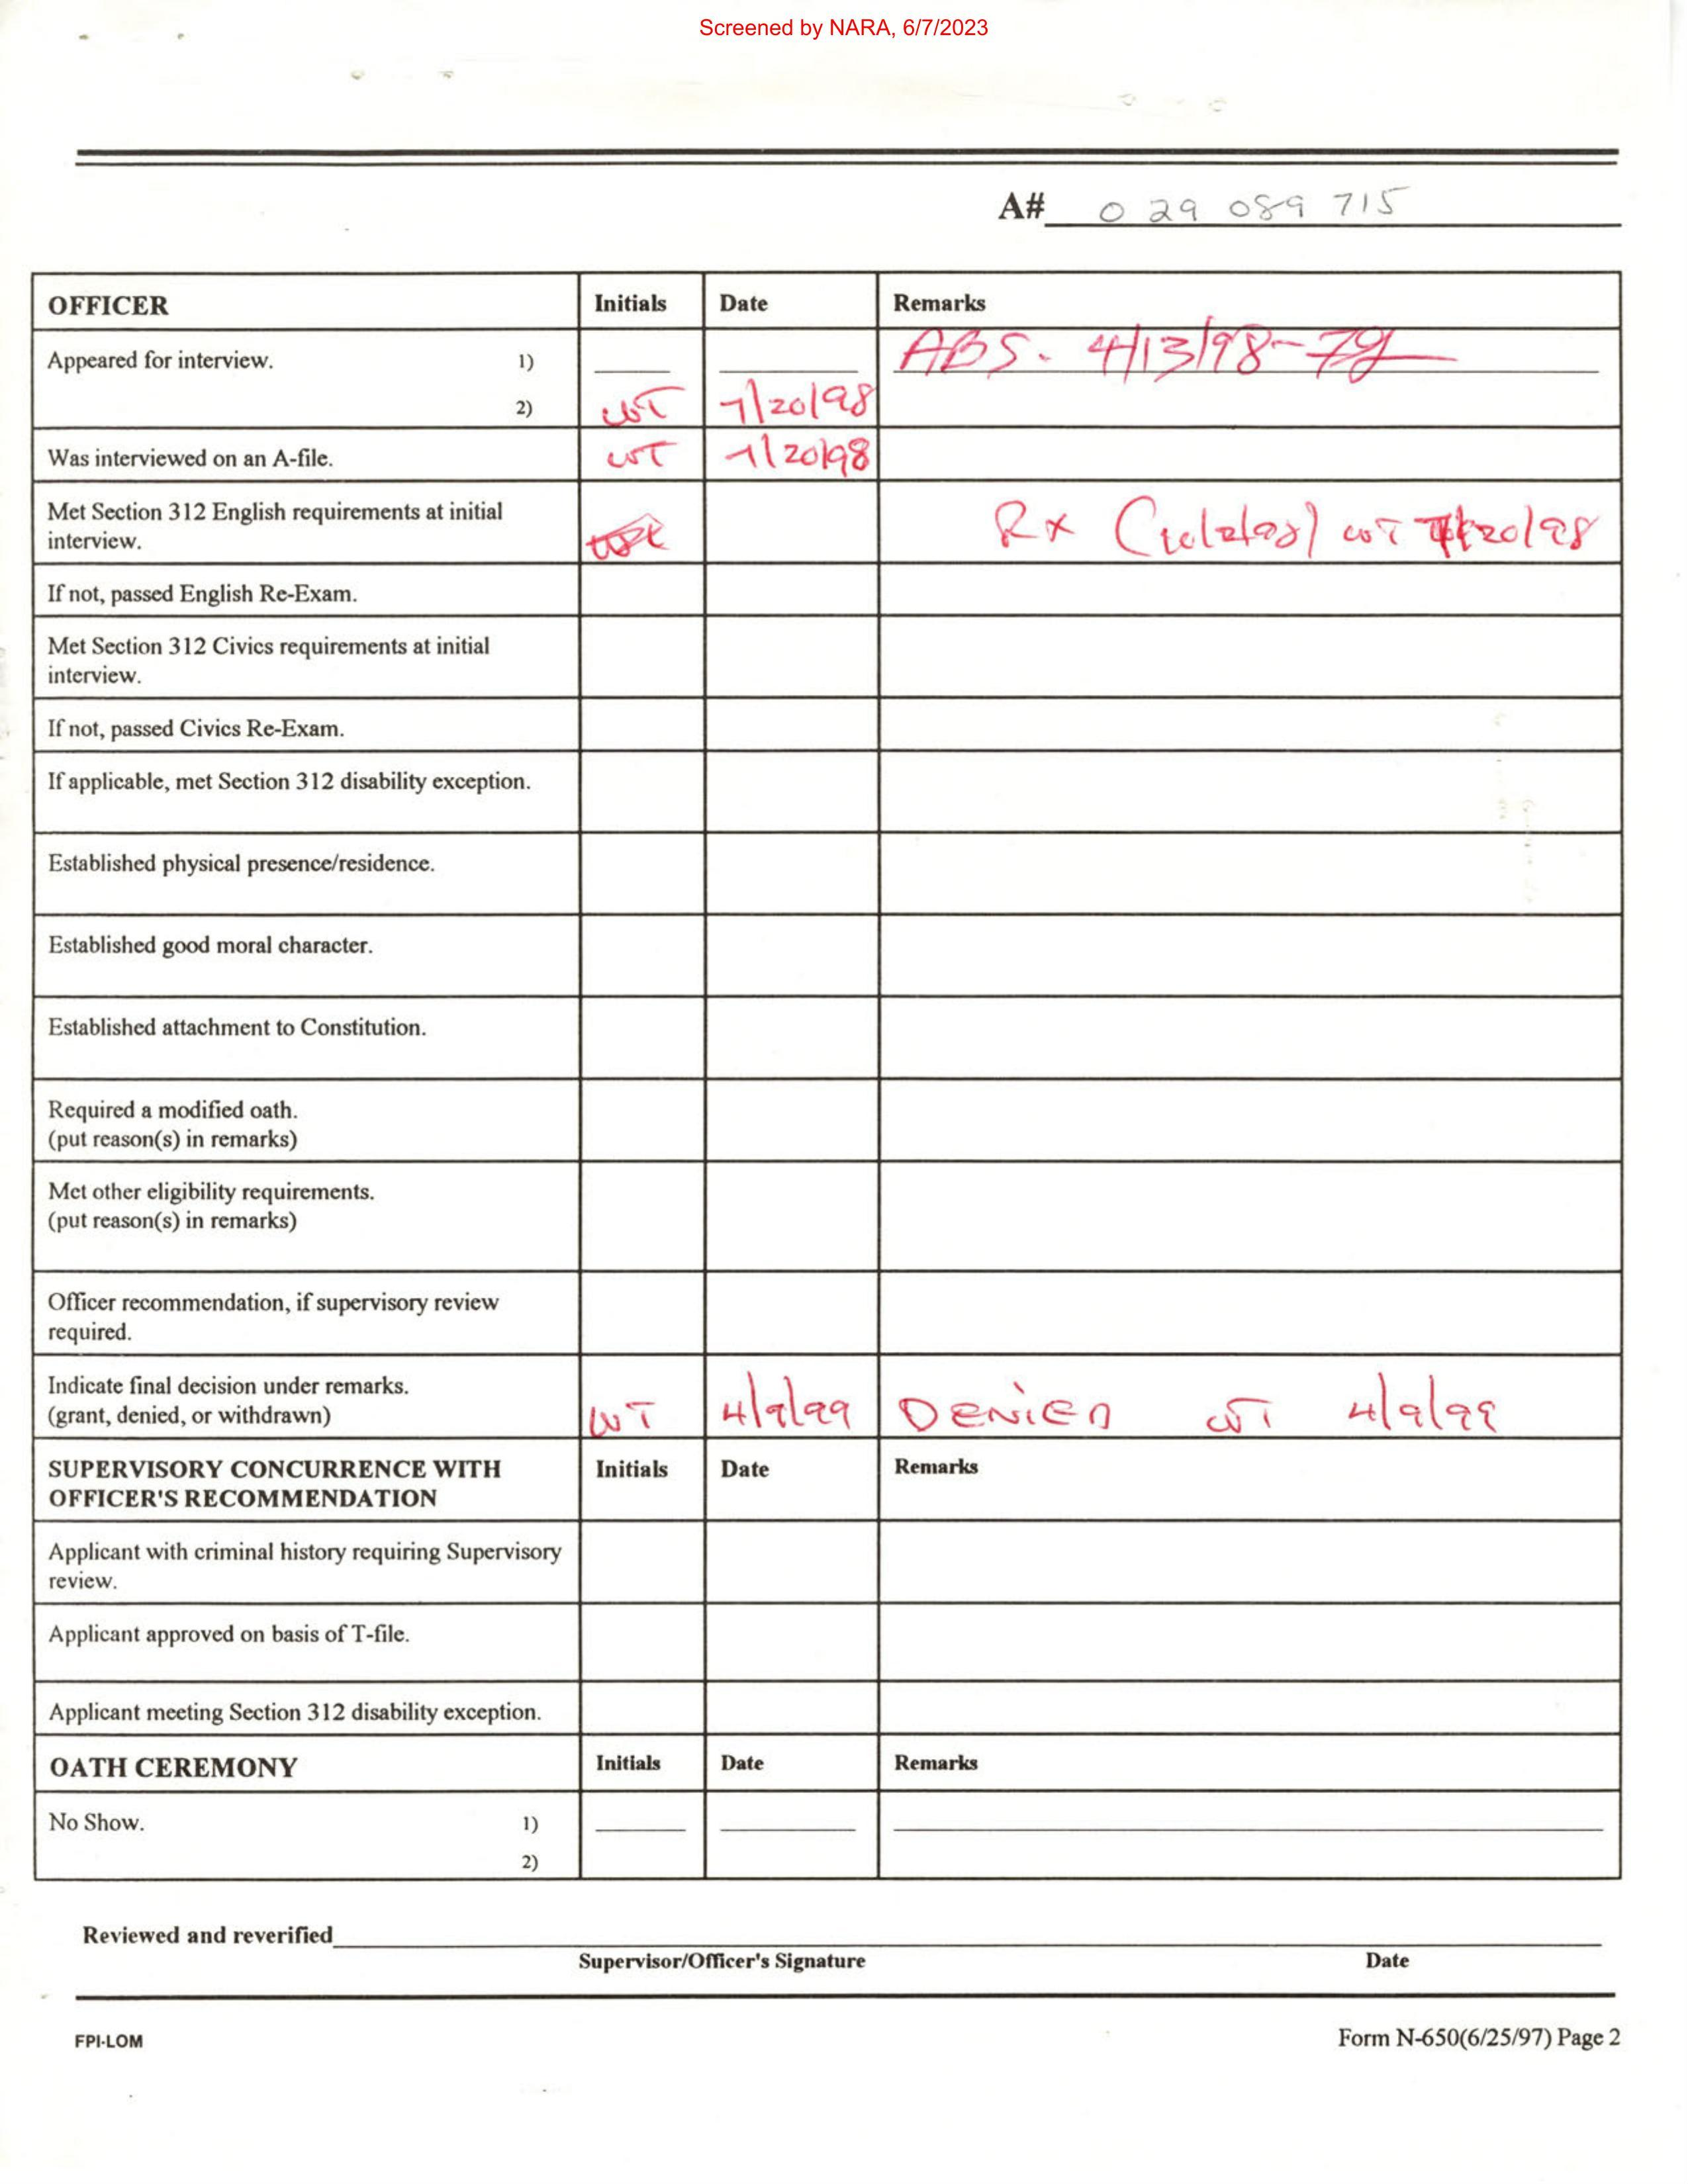 Screened by NARA, 6/7/2023
A# 0 29 089 715
OFFICER Initials Date Remarks
Appeared for interview. 1) ABS. 4/13/98-
2) WT 7/20/98
Was interviewed on an A-file. WT 7/20/98
Met Section 312 English requirements at initial
interview. Rx (10/2/98) WT 7/20/98
If not, passed English Re-Exam.
Met Section 312 Civics requirements at initial
interview.
If not, passed Civics Re-Exam.
If applicable, met Section 312 disability exception.
Established physical presence/residence.
Established good moral character.
Established attachment to Constitution.
Required a modified oath.
(put reason(s) in remarks)
Met other eligibility requirements.
(put reason(s) in remarks)
Officer recommendation, if supervisory review
required.
Indicate final decision under remarks.
(grant, denied, or withdrawn) WT 4/9/99 DENIED WT 4/9/99
SUPERVISORY CONCURRENCE WITH Initials Date Remarks
OFFICER'S RECOMMENDATION
Applicant with criminal history requiring Supervisory
review.
Applicant approved on basis of T-file.
Applicant meeting Section 312 disability exception.
OATH CEREMONY Initials Date Remarks
No Show. 1)
2)
Reviewed and reverified
Supervisor/Officer's Signature Date
FPI-LOM Form N-650(6/25/97) Page 2